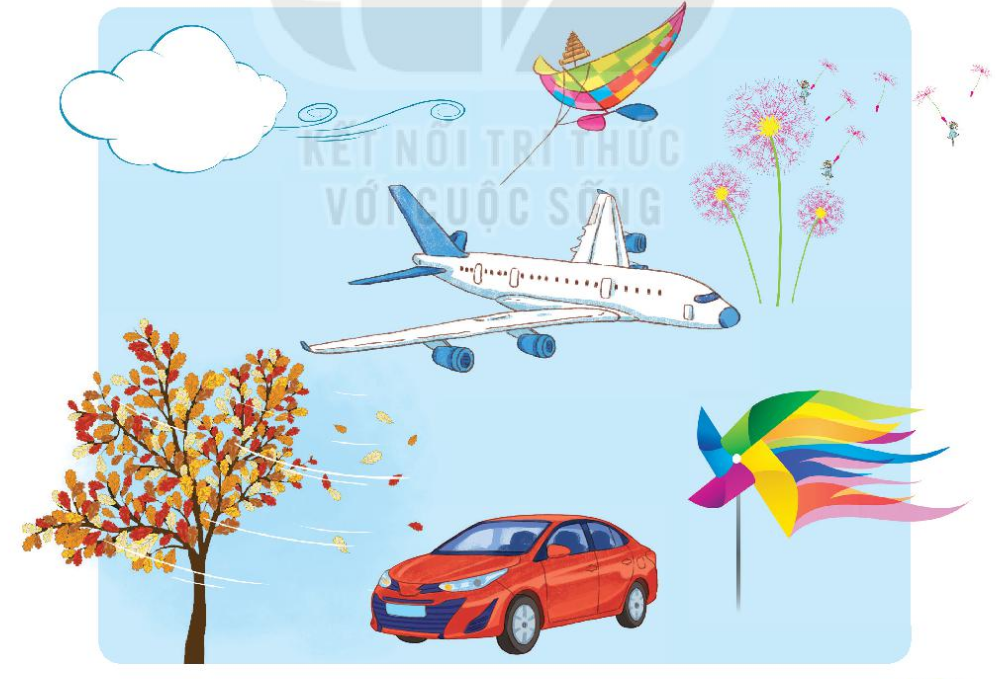 KẾT NỐI TRI THỨC
VỚI CUỘC SỐNG